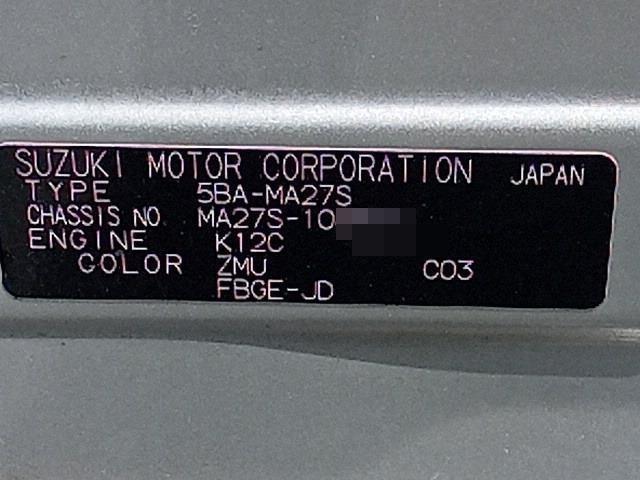 SUZUKI MOTOR CORPORATION JAPAN
TYPE 5BA-MA27S
CHASSIS NO. MA27S-10
ENGINE K12C
COLOR ZMU C03
FBGE-JD